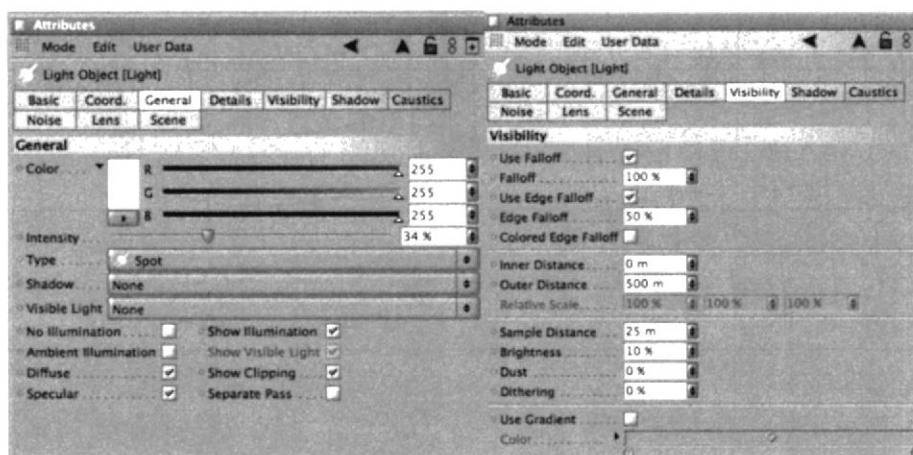 Attributes
Mode Edit User Data
Light Object [Light]
Basic Coord. General Details Visibility Shadow Caustics
Noise Lens Scene
General
Color R 255
G 255
B 255
Intensity 34 %
Type Spot
Shadow None
Visible Light None
No Illumination Show Illumination
Ambient Illumination Show Visible Light
Diffuse Show Clipping
Specular Separate Pass
Attributes
Mode Edit User Data
Light Object [Light]
Basic Coord. General Details Visibility Shadow Caustics
Noise Lens Scene
Visibility
Use Falloff
Falloff 100 %
Use Edge Falloff
Edge Falloff 50 %
Colored Edge Falloff
Inner Distance 0 m
Outer Distance 500 m
Relative Scale 100 % 100 % 100 %
Sample Distance 25 m
Brightness 10 %
Dust 0 %
Dithering 0 %
Use Gradient
Color